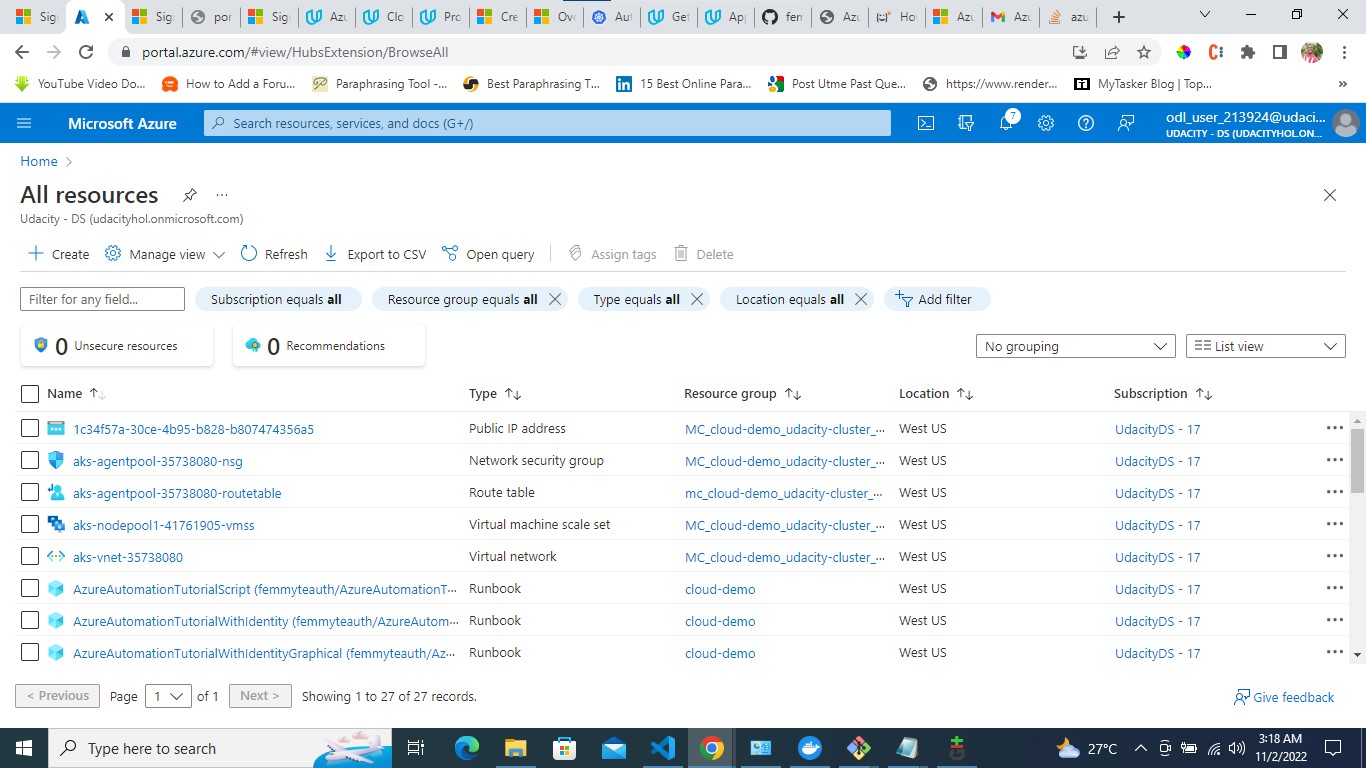 Sign
Sign
por
Sign
Azu
Clo
Pro
Cre
Ove
Aut
Get
App
fem
Azu
Hov
Azu
Azu
azu
portal.azure.com/#view/HubsExtension/BrowseAll
YouTube Video Do...
How to Add a Foru...
Paraphrasing Tool -...
Best Paraphrasing T...
15 Best Online Para...
Post Utme Past Que...
https://www.render...
MyTasker Blog | Top...
»
Microsoft Azure
Search resources, services, and docs (G+/)
7
odl_user_213924@udaci...
UDACITY - DS (UDACITYHOL.ON...
Home
All resources
...
Udacity - DS (udacityhol.onmicrosoft.com)
Create
Manage view
Refresh
Export to CSV
Open query
Assign tags
Delete
Filter for any field...
Subscription equals all
Resource group equals all
Type equals all
Location equals all
Add filter
0 Unsecure resources
0 Recommendations
No grouping
List view
Name
Type
Resource group
Location
Subscription
1c34f57a-30ce-4b95-b828-b807474356a5 Public IP address MC_cloud-demo_udacity-cluster_... West US UdacityDS - 17
aks-agentpool-35738080-nsg Network security group MC_cloud-demo_udacity-cluster_... West US UdacityDS - 17
aks-agentpool-35738080-routetable Route table mc_cloud-demo_udacity-cluster_... West US UdacityDS - 17
aks-nodepool1-41761905-vmss Virtual machine scale set MC_cloud-demo_udacity-cluster_... West US UdacityDS - 17
aks-vnet-35738080 Virtual network MC_cloud-demo_udacity-cluster_... West US UdacityDS - 17
AzureAutomationTutorialScript (femmyteauth/AzureAutomationT... Runbook cloud-demo West US UdacityDS - 17
AzureAutomationTutorialWithIdentity (femmyteauth/AzureAutom... Runbook cloud-demo West US UdacityDS - 17
AzureAutomationTutorialWithIdentityGraphical (femmyteauth/Az... Runbook cloud-demo West US UdacityDS - 17
< Previous
Page 1 of 1
Next >
Showing 1 to 27 of 27 records.
Give feedback
Type here to search
27°C
3:18 AM
11/2/2022